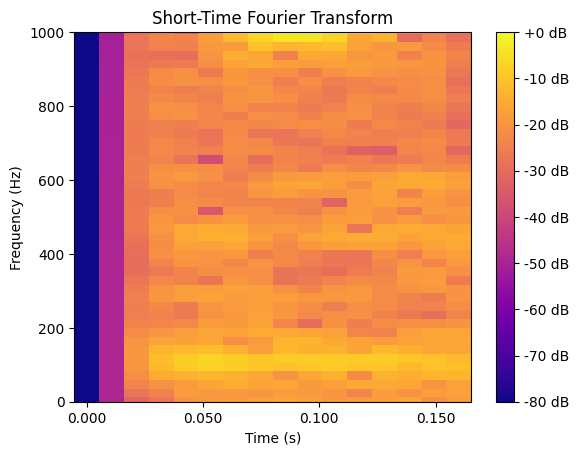 Short-Time Fourier Transform
1000
800
600
400
200
0
Frequency (Hz)
0.000
0.050
0.100
0.150
Time (s)
+0 dB
-10 dB
-20 dB
-30 dB
-40 dB
-50 dB
-60 dB
-70 dB
-80 dB